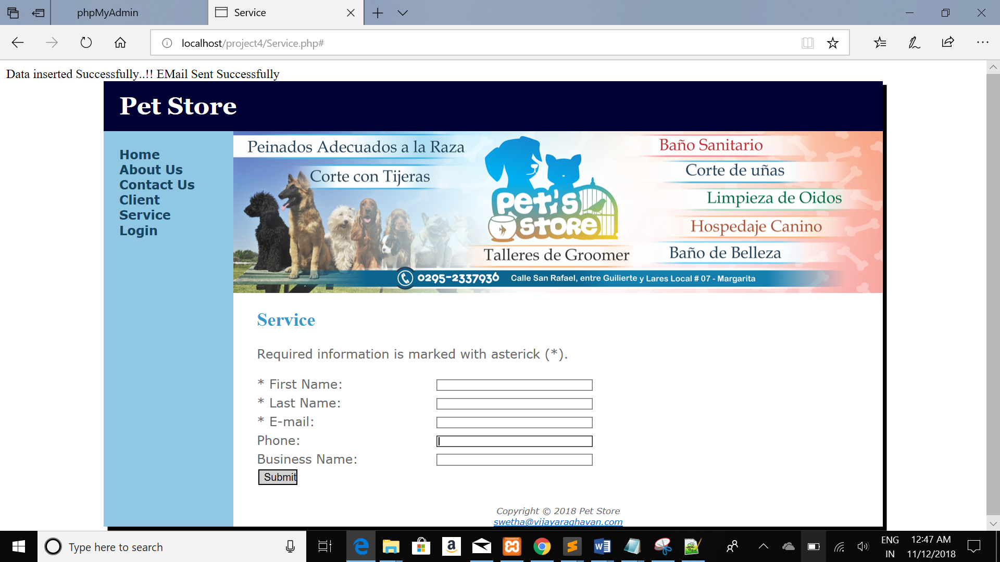 phpMyAdmin
Service
localhost/project4/Service.php#
Data inserted Successfully..!! EMail Sent Successfully
Pet Store
Home
About Us
Contact Us
Client
Service
Login
Peinados Adecuados a la Raza
Corte con Tijeras
Pet's
Store
Talleres de Groomer
Baño Sanitario
Corte de uñas
Limpieza de Oidos
Hospedaje Canino
Baño de Belleza
0295-2337936 Calle San Rafael, entre Guilierte y Lares Local # 07 - Margarita
Service
Required information is marked with asterick (*).
* First Name:
* Last Name:
* E-mail:
Phone:
Business Name:
Submit
Copyright © 2018 Pet Store
swetha@vijayaraghavan.com
Type here to search
ENG
IN
12:47 AM
11/12/2018